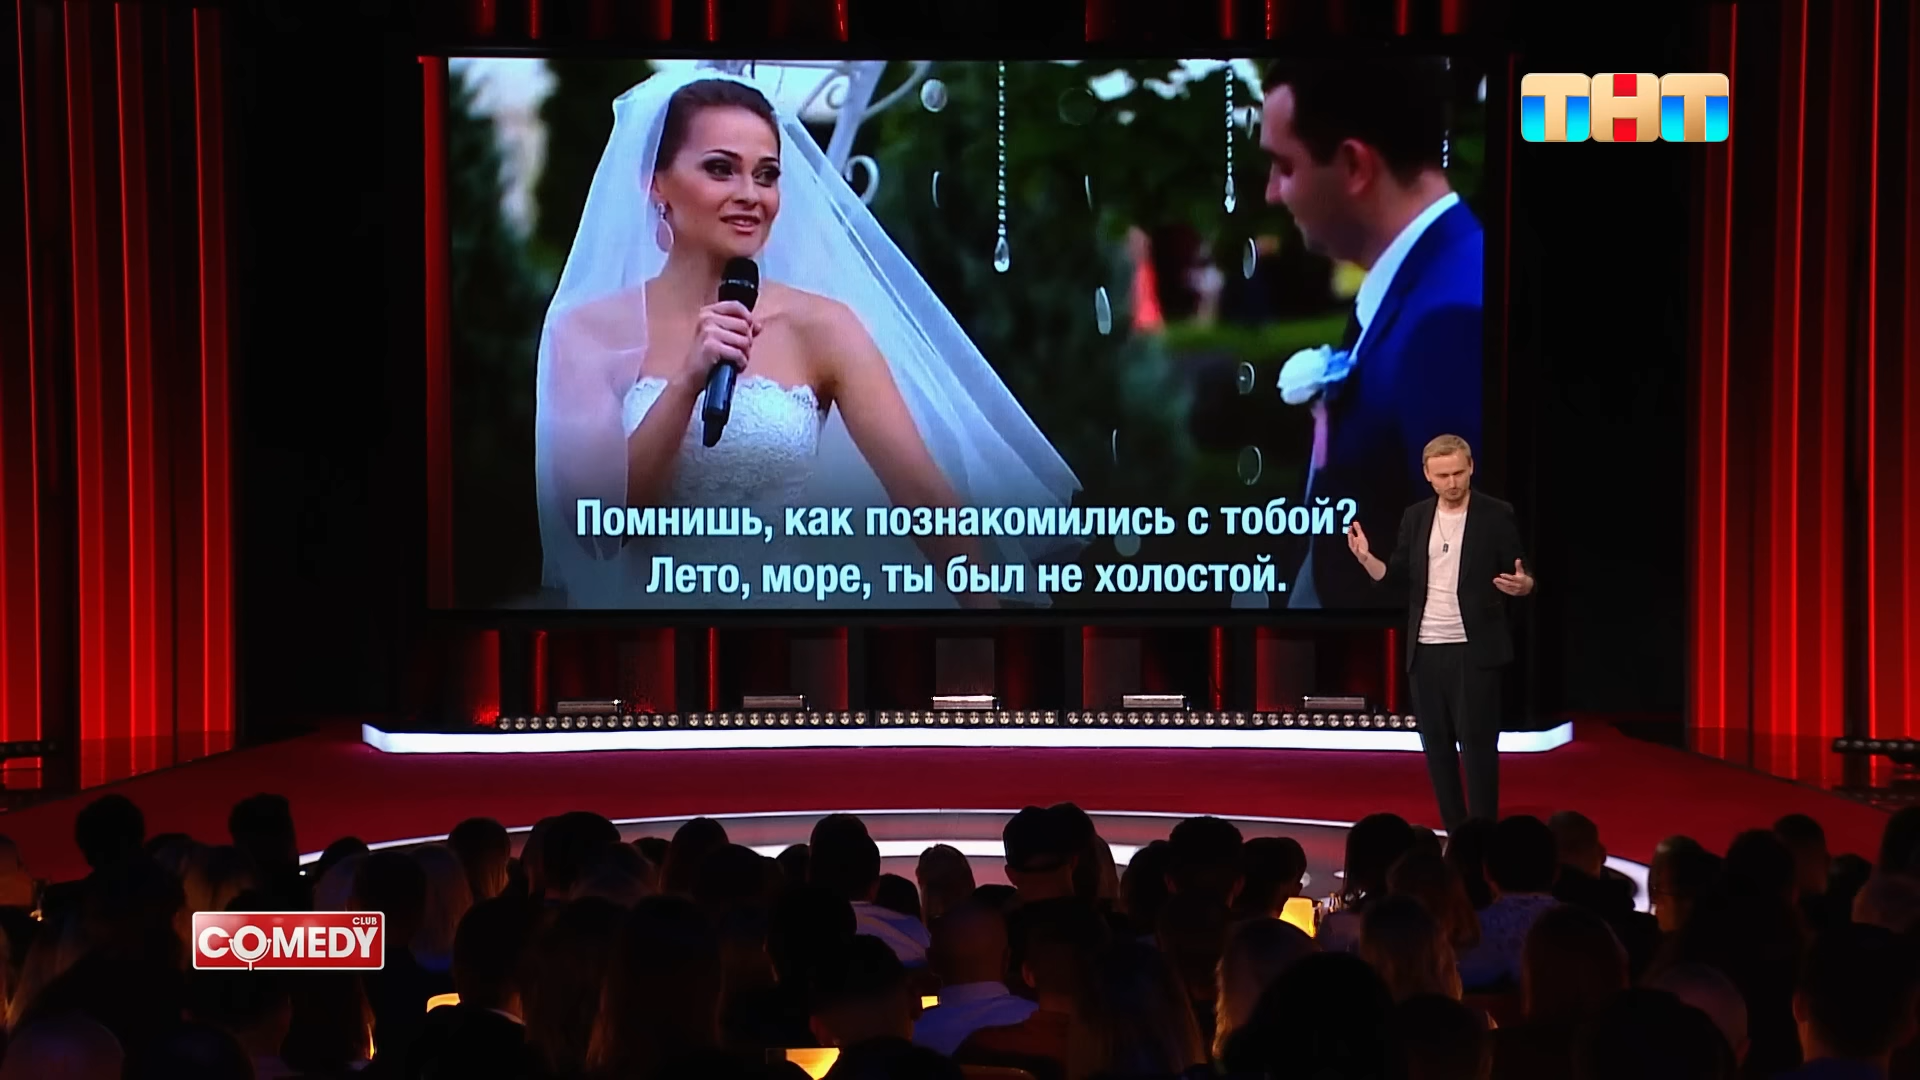 ТНТ
Помнишь, как познакомились с тобой?
Лето, море, ты был не холостой.
CLUB
COMEDY